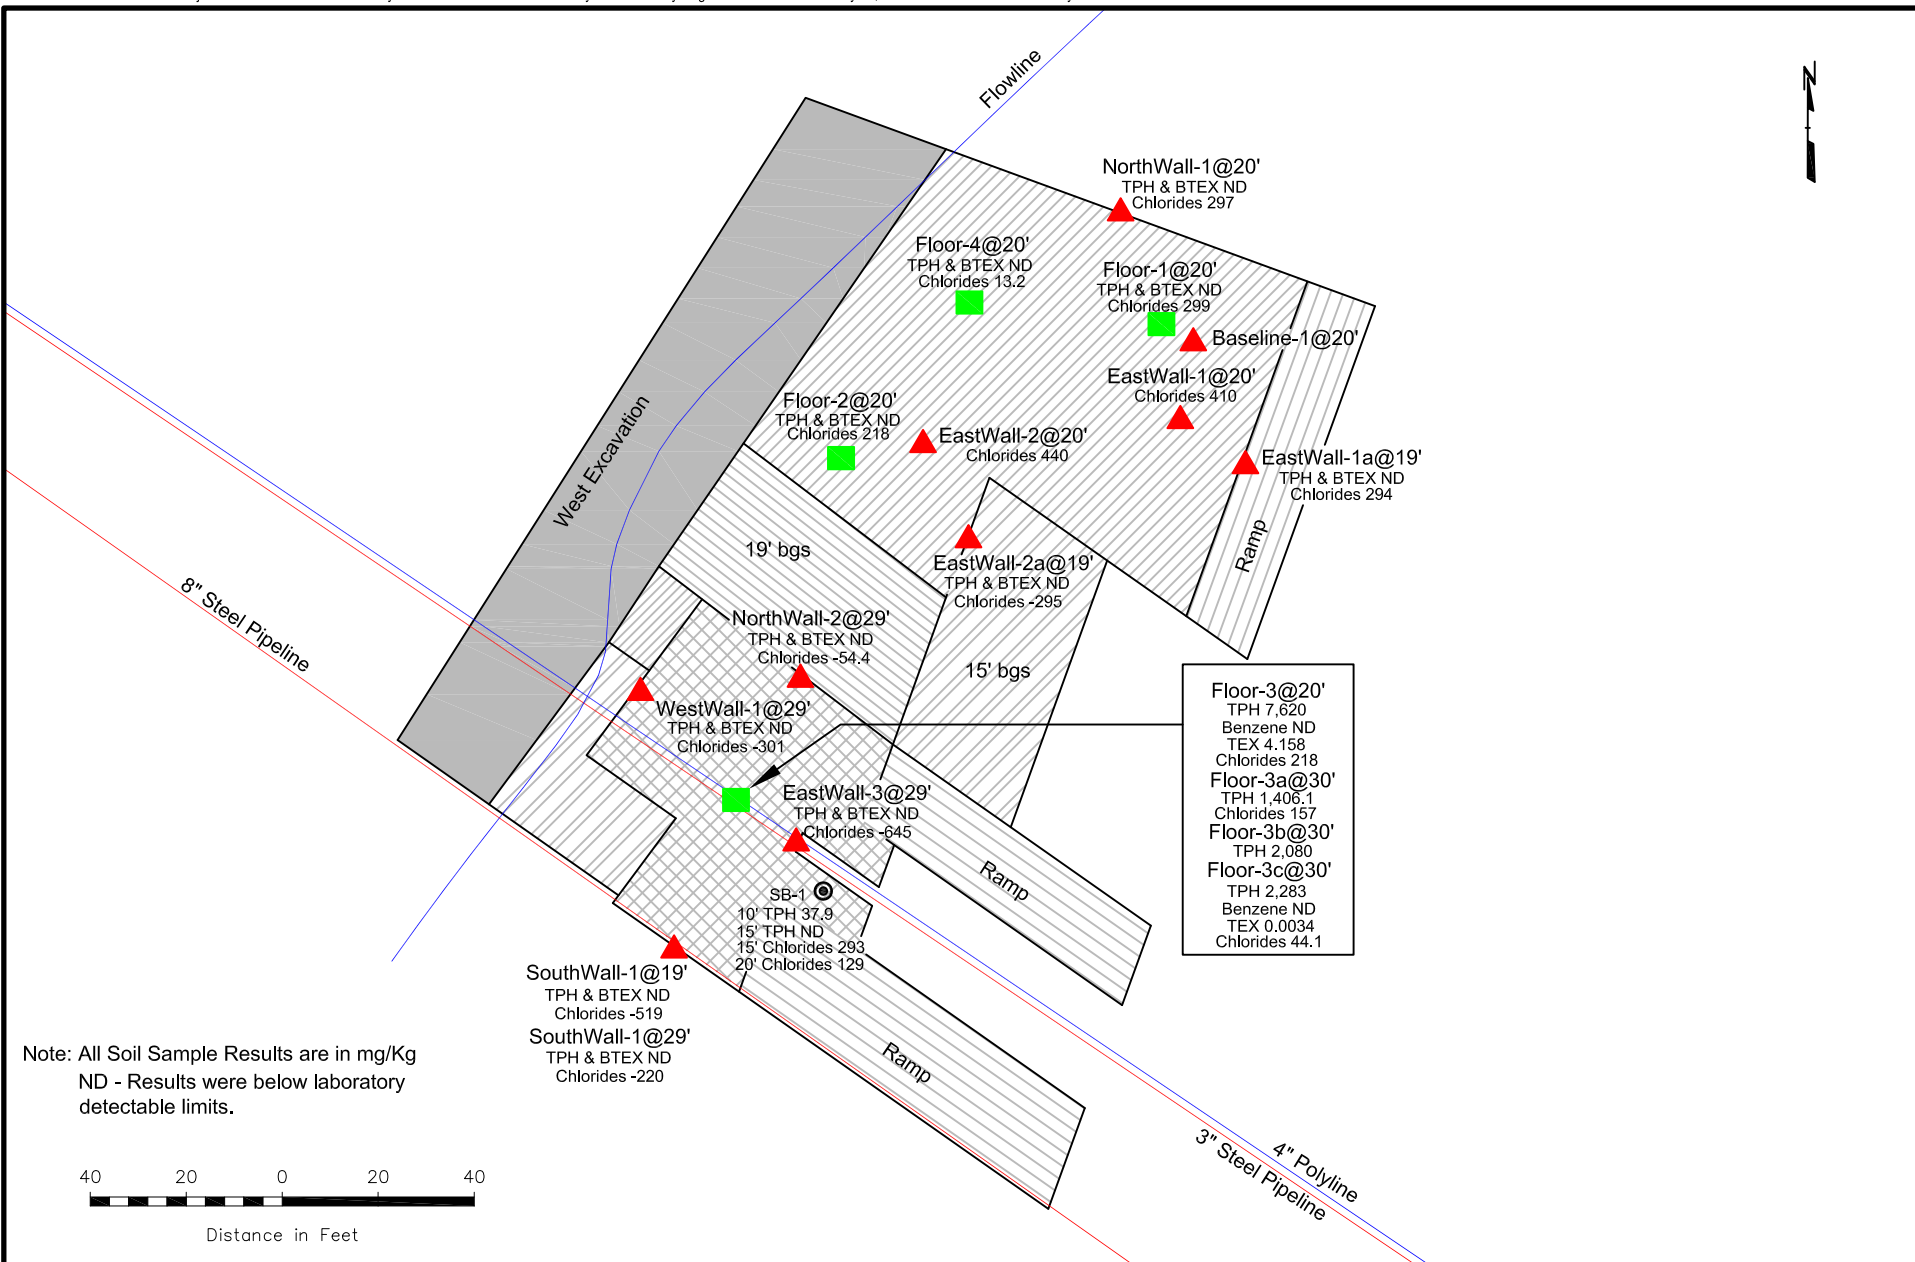 Flowline
N
NorthWall-1@20'
TPH & BTEX ND
Chlorides 297
Floor-4@20'
TPH & BTEX ND
Chlorides 13.2
Floor-1@20'
TPH & BTEX ND
Chlorides 299
Baseline-1@20'
EastWall-1@20'
Chlorides 410
Floor-2@20'
TPH & BTEX ND
Chlorides 218
EastWall-2@20'
Chlorides 440
EastWall-1a@19'
TPH & BTEX ND
Chlorides 294
West Excavation
Ramp
19' bgs
EastWall-2a@19'
TPH & BTEX ND
Chlorides -295
8" Steel Pipeline
NorthWall-2@29'
TPH & BTEX ND
Chlorides -54.4
15' bgs
WestWall-1@29'
TPH & BTEX ND
Chlorides -301
Floor-3@20'
TPH 7,620
Benzene ND
TEX 4.158
Chlorides 218
Floor-3a@30'
TPH 1,406.1
Chlorides 157
Floor-3b@30'
TPH 2,080
Floor-3c@30'
TPH 2,283
Benzene ND
TEX 0.0034
Chlorides 44.1
EastWall-3@29'
TPH & BTEX ND
Chlorides -645
Ramp
SB-1
10' TPH 37.9
15' TPH ND
15' Chlorides 293
20' Chlorides 129
SouthWall-1@19'
TPH & BTEX ND
Chlorides -519
SouthWall-1@29'
TPH & BTEX ND
Chlorides -220
Ramp
Note: All Soil Sample Results are in mg/Kg
ND - Results were below laboratory
detectable limits.
4" Polyline
3" Steel Pipeline
40 20 0 20 40
Distance in Feet